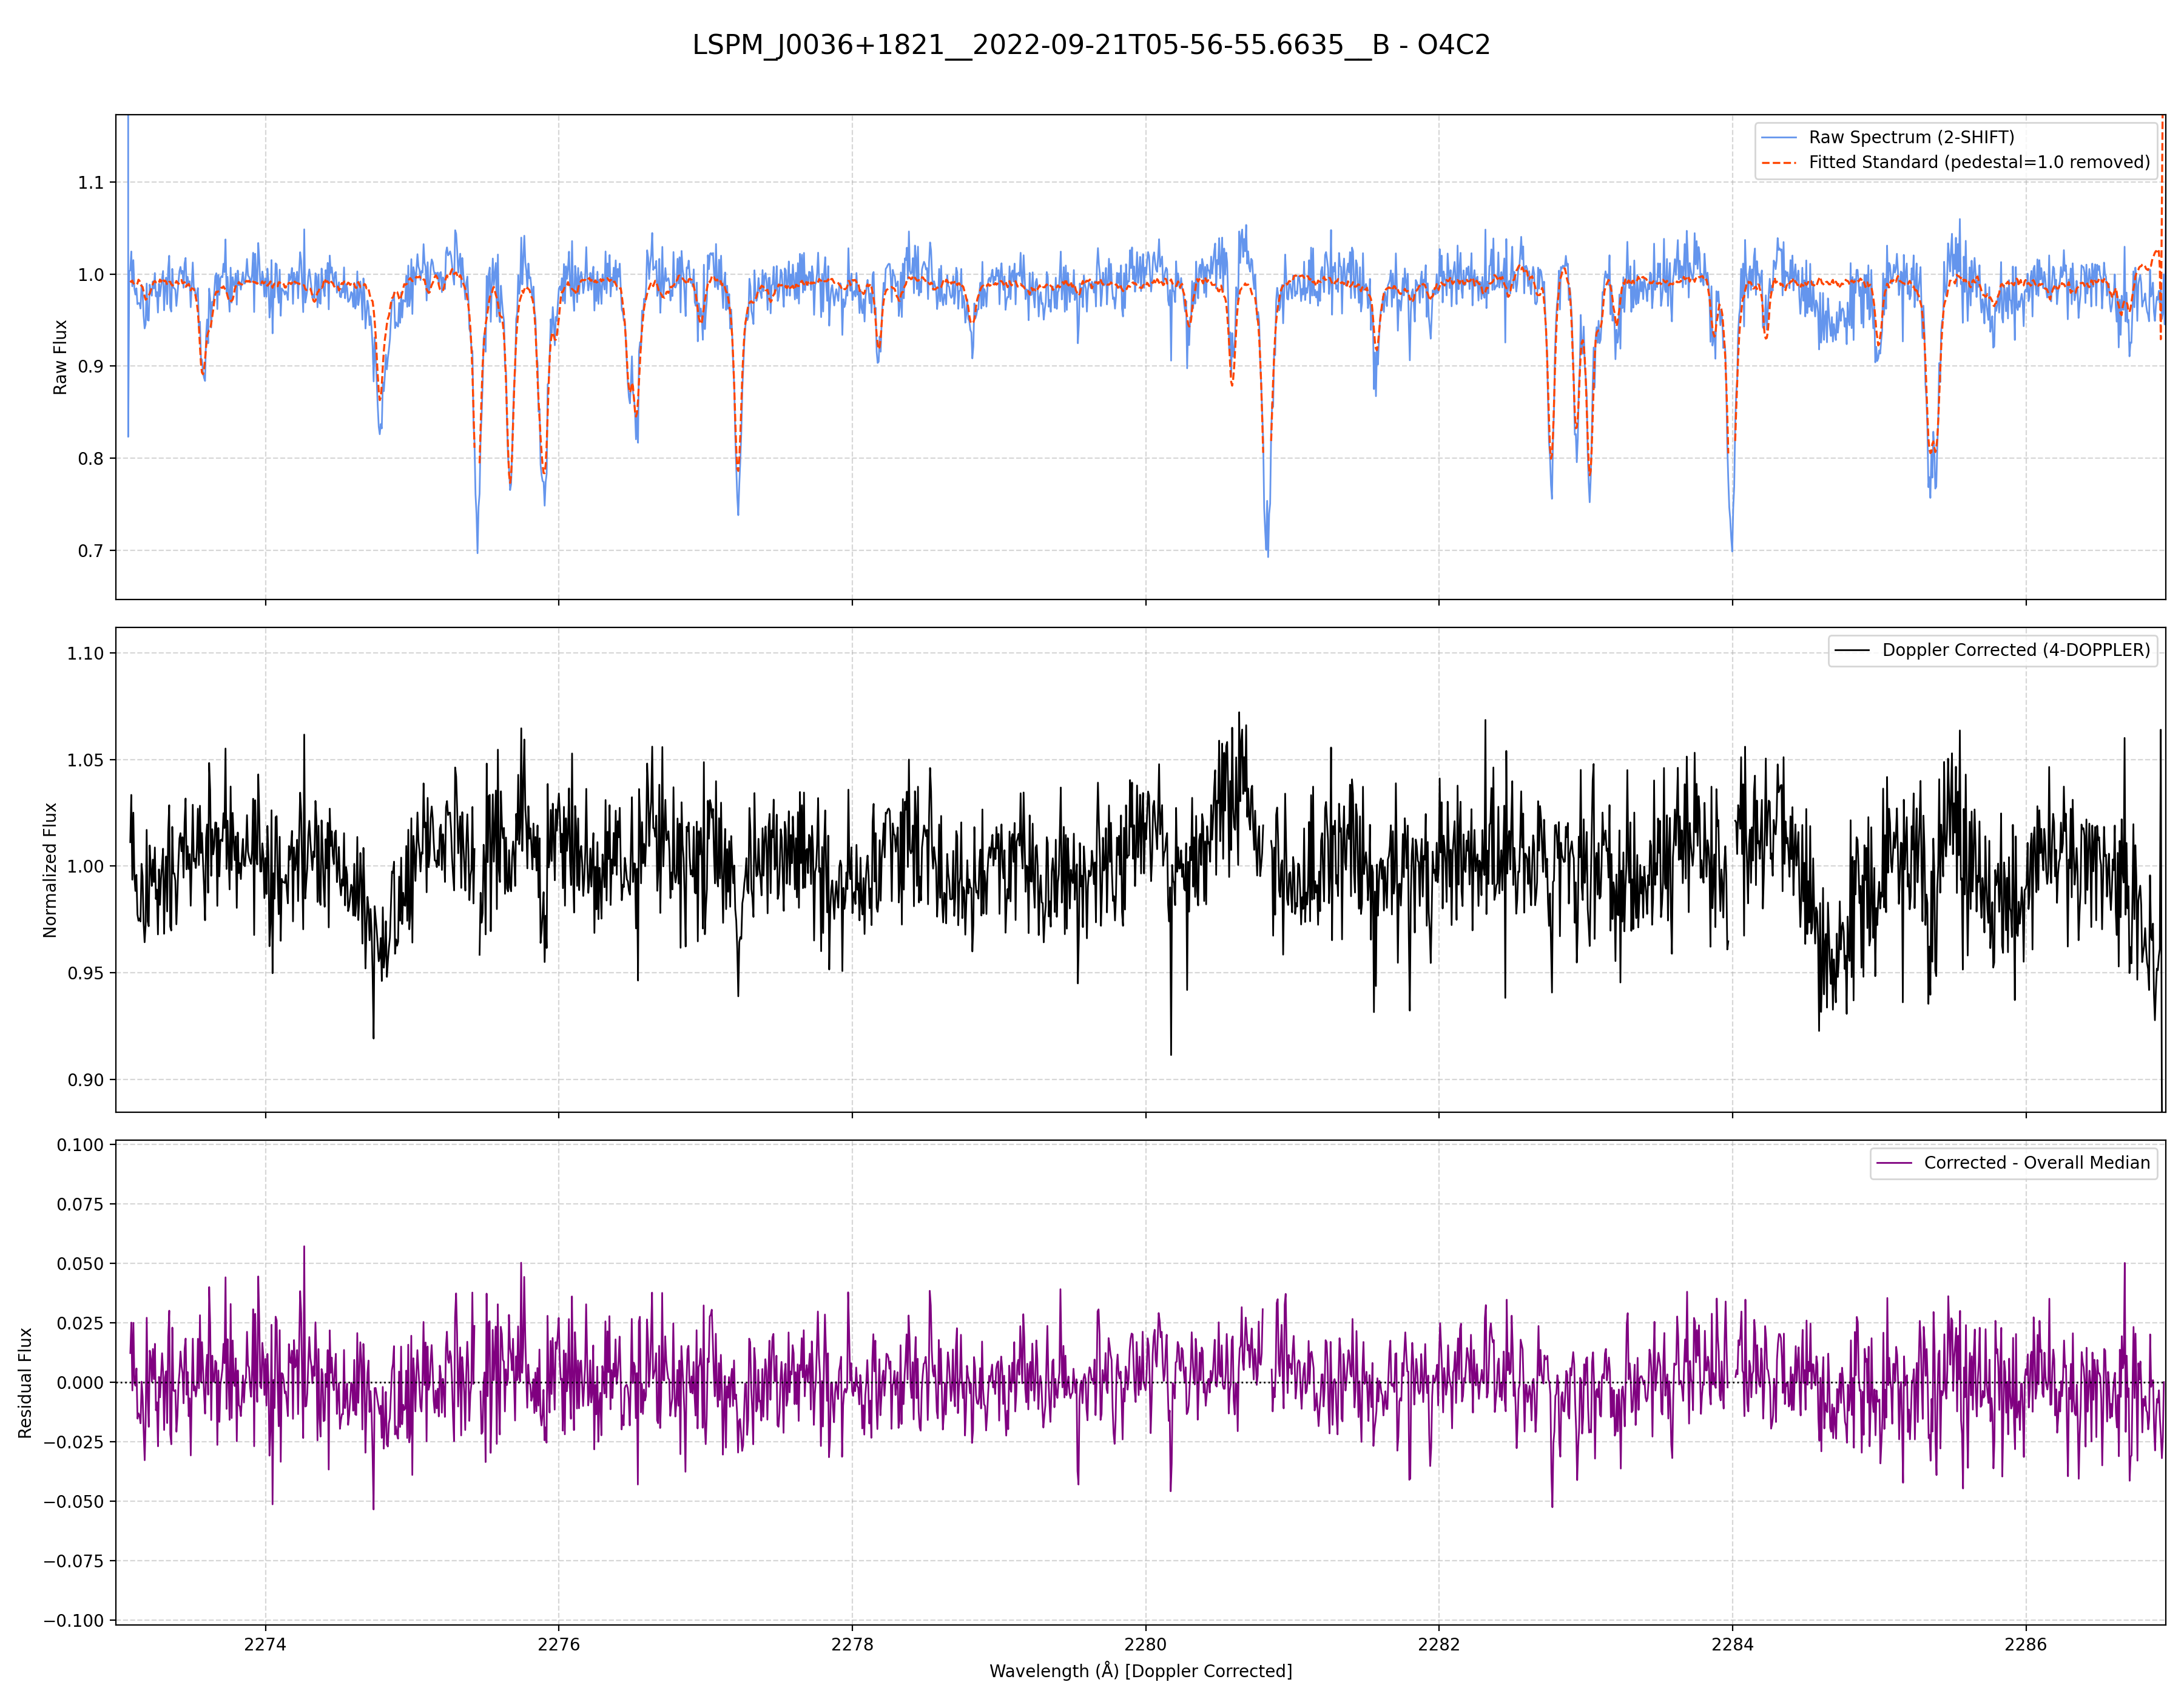 LSPM_J0036+1821__2022-09-21T05-56-55.6635__B - O4C2
Raw Spectrum (2-SHIFT)
Fitted Standard (pedestal=1.0 removed)
1.1
1.0
0.9
0.8
0.7
Raw Flux
Doppler Corrected (4-DOPPLER)
1.10
1.05
1.00
0.95
0.90
Normalized Flux
Corrected - Overall Median
0.100
0.075
0.050
0.025
0.000
−0.025
−0.050
−0.075
−0.100
Residual Flux
2274 2276 2278 2280 2282 2284 2286
Wavelength (Å) [Doppler Corrected]